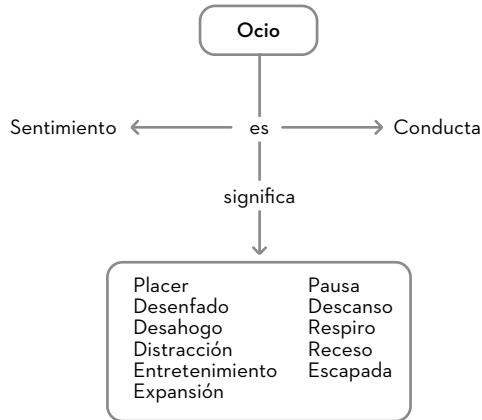 Ocio
Sentimiento es Conducta
significa
Placer Pausa
Desenfado Descanso
Desahogo Respiro
Distracción Receso
Entretenimiento Escapada
Expansión